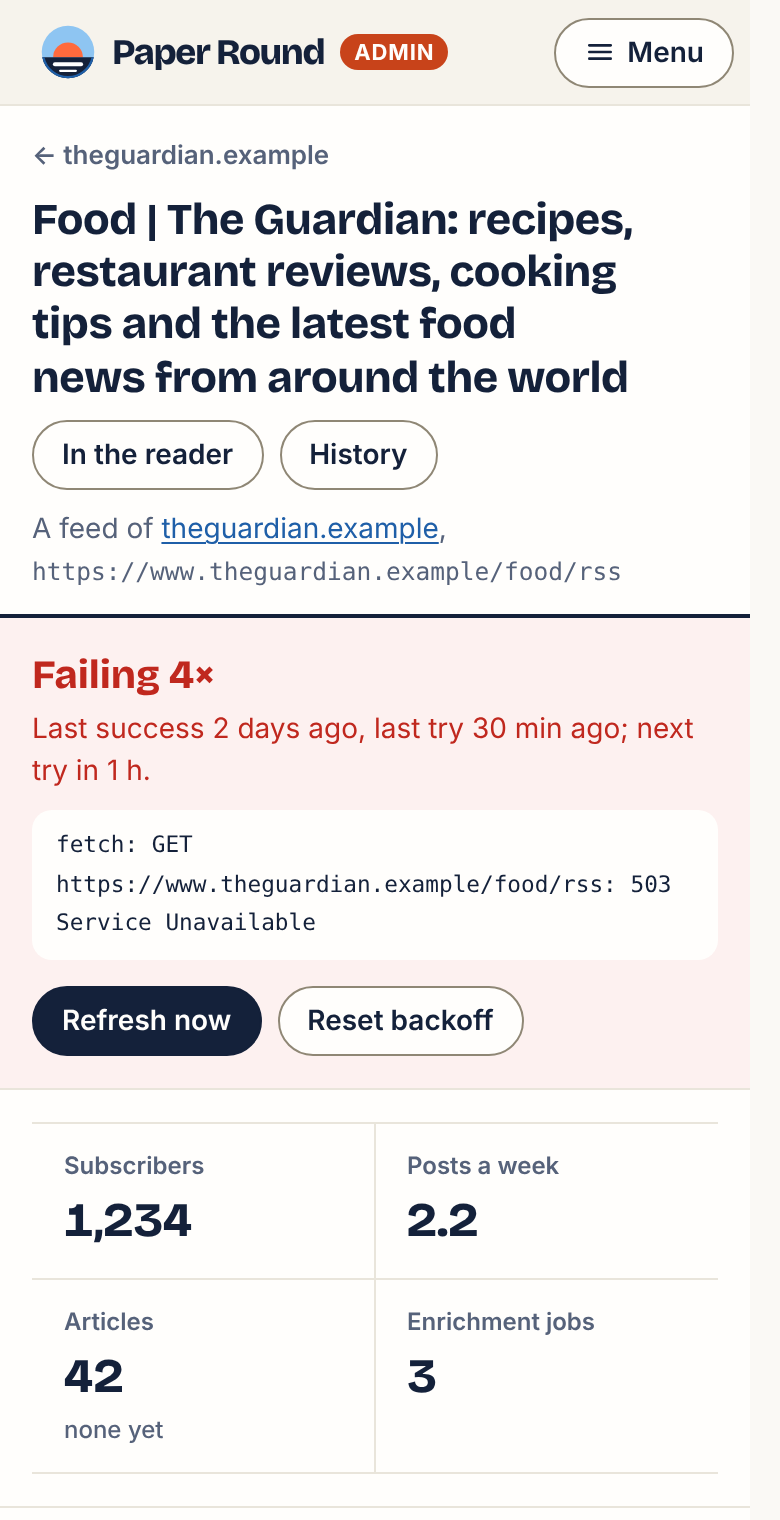 Paper Round ADMIN Menu
← theguardian.example
Food | The Guardian: recipes,
restaurant reviews, cooking
tips and the latest food
news from around the world
In the reader History
A feed of theguardian.example,
https://www.theguardian.example/food/rss
Failing 4×
Last success 2 days ago, last try 30 min ago; next
try in 1 h.
fetch: GET
https://www.theguardian.example/food/rss: 503
Service Unavailable
Refresh now Reset backoff
Subscribers Posts a week
1,234 2.2
Articles Enrichment jobs
42 3
none yet